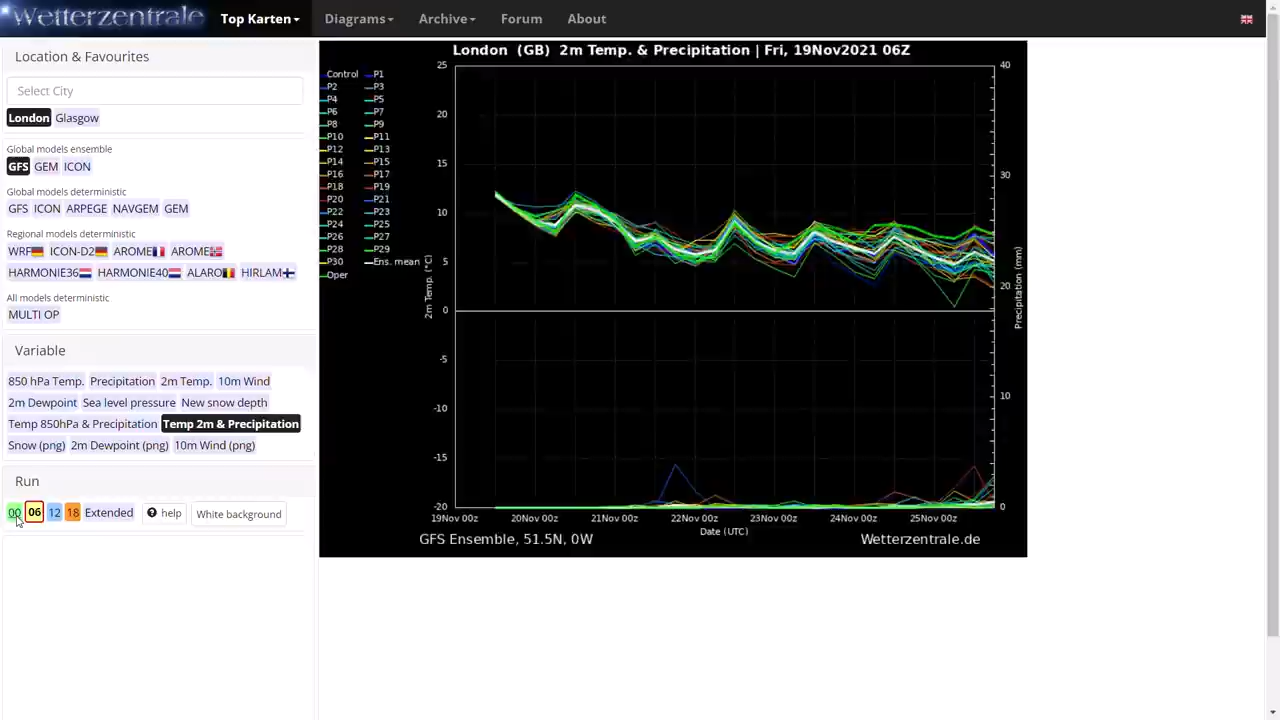 Wetterzentrale
Top Karten
Diagrams
Archive
Forum
About
Location & Favourites
Select City
London Glasgow
Global models ensemble
GFS GEM ICON
Global models deterministic
GFS ICON ARPEGE NAVGEM GEM
Regional models deterministic
WRF ICON-D2 AROME AROME
HARMONIE36 HARMONIE40 ALARO HIRLAM
All models deterministic
MULTI OP
Variable
850 hPa Temp. Precipitation 2m Temp. 10m Wind
2m Dewpoint Sea level pressure New snow depth
Temp 850hPa & Precipitation Temp 2m & Precipitation
Snow (png) 2m Dewpoint (png) 10m Wind (png)
Run
00 06 12 18 Extended help White background
London (GB) 2m Temp. & Precipitation | Fri, 19Nov2021 06Z
Control P1
P2 P3
P4 P5
P6 P7
P8 P9
P10 P11
P12 P13
P14 P15
P16 P17
P18 P19
P20 P21
P22 P23
P24 P25
P26 P27
P28 P29
P30 Ens. mean
Oper
2m Temp. (°C)
25
20
15
10
5
0
-5
-10
-15
-20
40
30
20
10
0
Precipitation (mm)
19Nov 00z 20Nov 00z 21Nov 00z 22Nov 00z 23Nov 00z 24Nov 00z 25Nov 00z
Date (UTC)
GFS Ensemble, 51.5N, 0W
Wetterzentrale.de